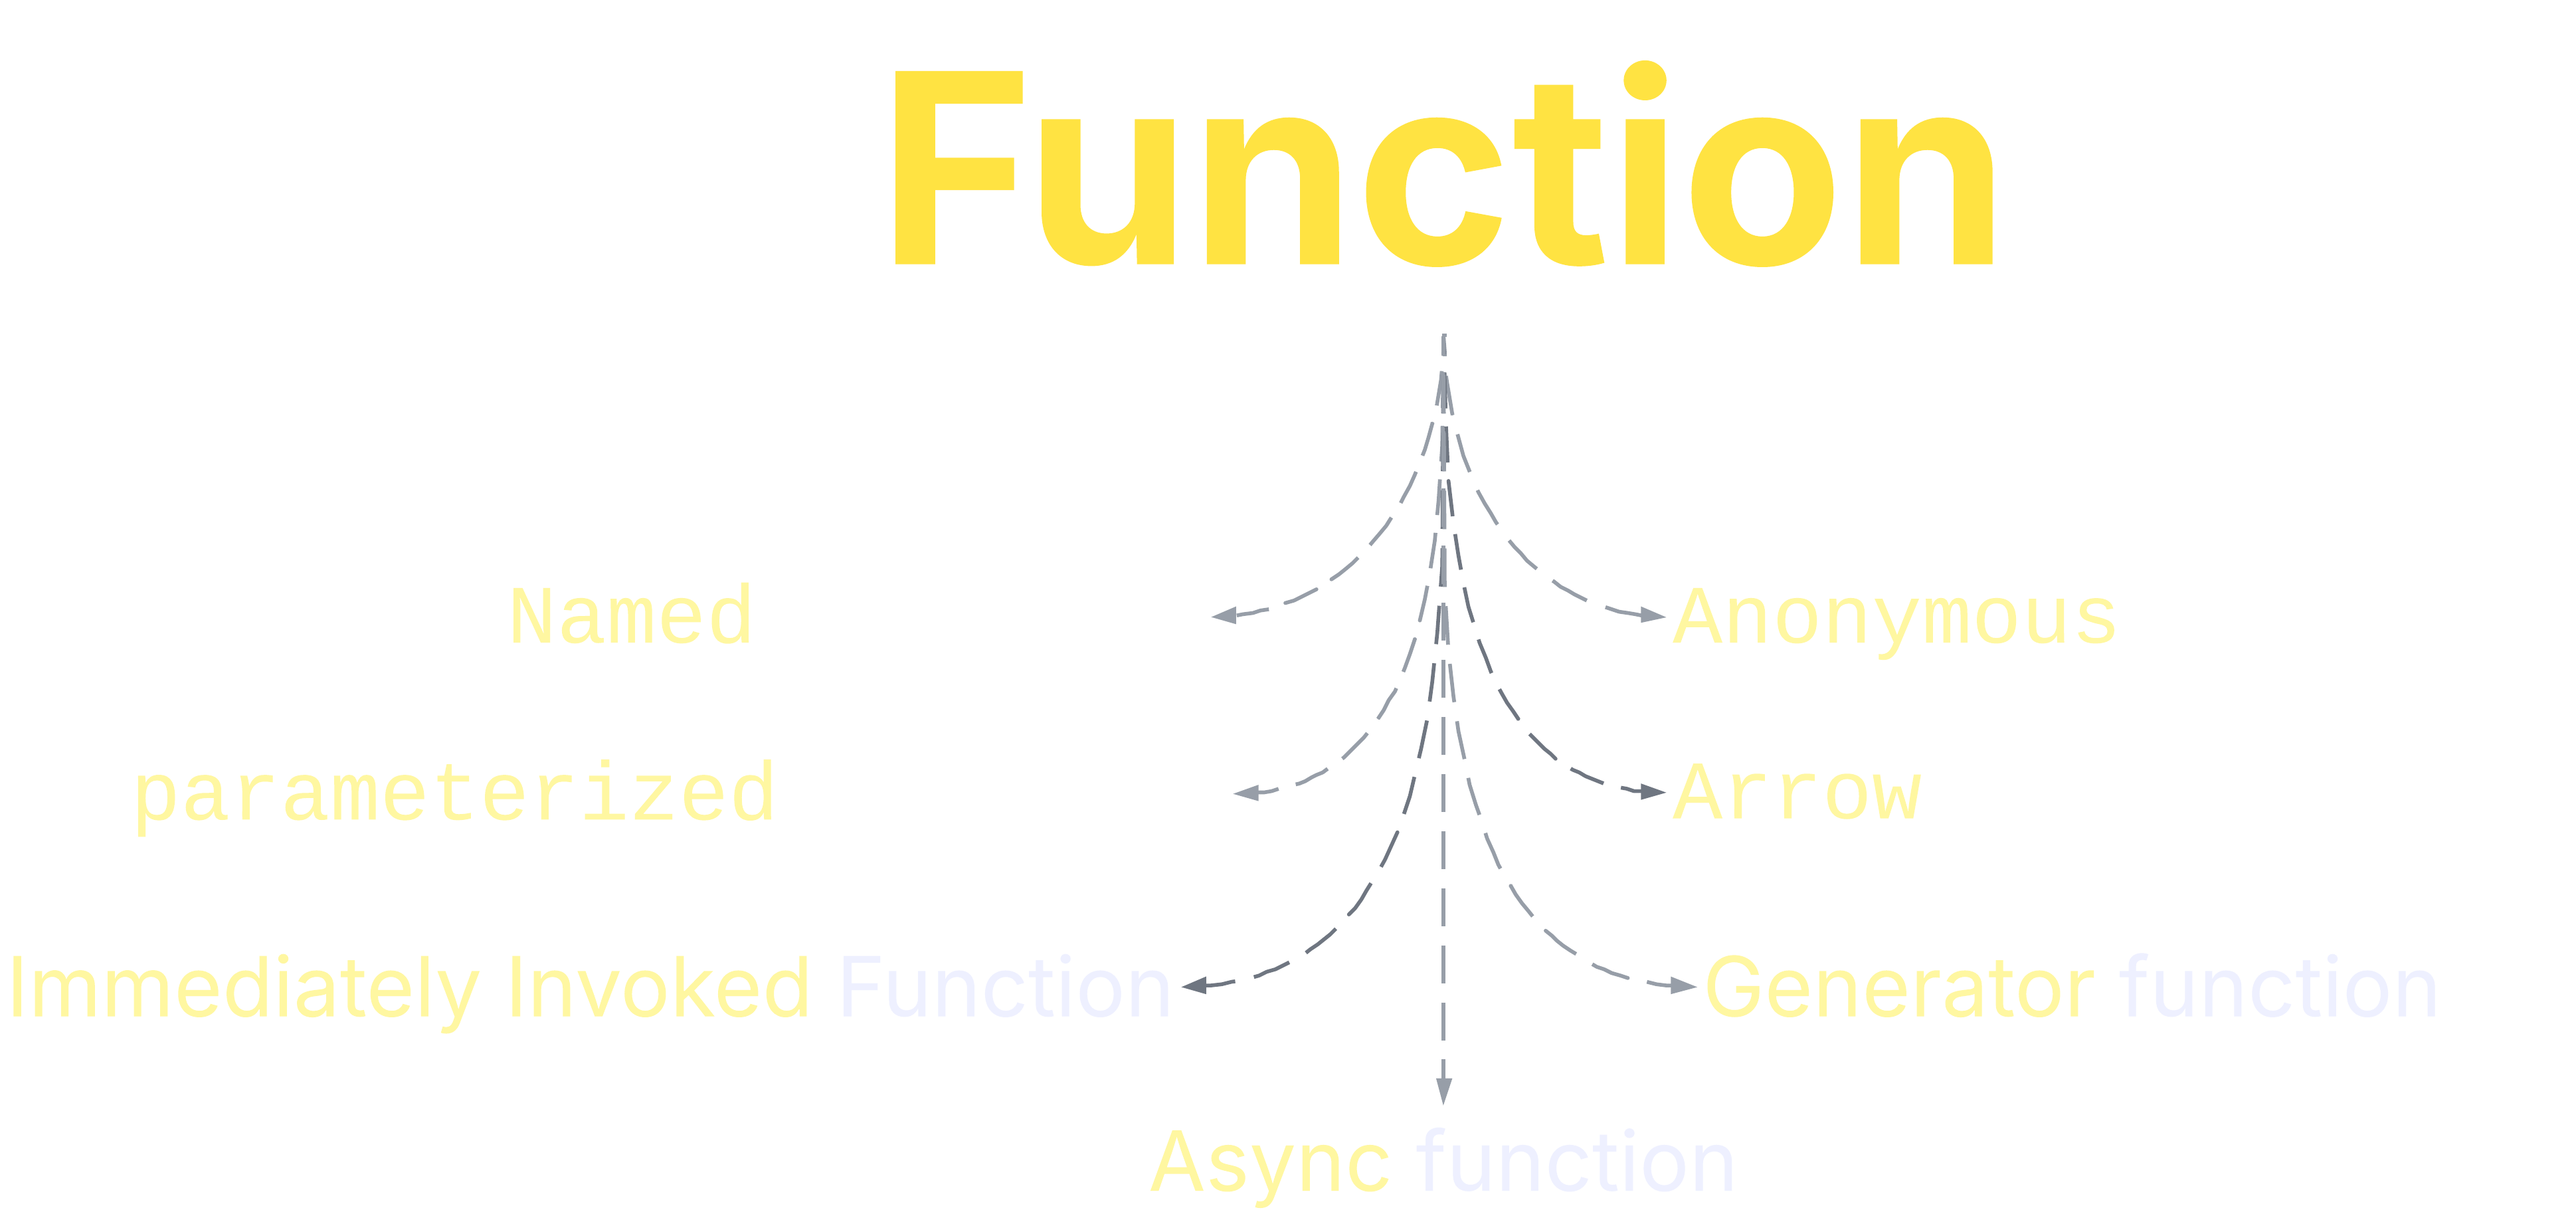 Function
Named
Anonymous
parameterized
Arrow
Immediately Invoked Function
Generator function
Async function